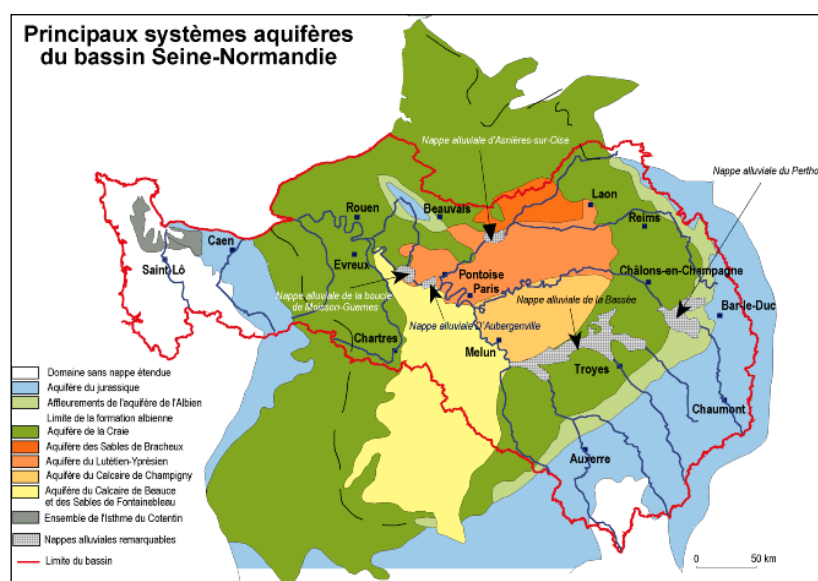 Principaux systèmes aquifères
du bassin Seine-Normandie
Nappe alluviale d'Asnières-sur-Oise
Nappe alluviale du Pertho
Laon
Rouen
Beauvais
Reims
Caen
Evreux
Saint Lô
Pontoise
Châlons-en-Champagne
Paris
Nappe alluviale de la boucle
de Moisson-Guernes
Nappe alluviale de la Bassée
Bar-le-Duc
Nappe alluviale D'Aubergenville
Chartres
Melun
Troyes
Chaumont
Auxerre
Domaine sans nappe étendue
Aquifère du jurassique
Affleurements de l'aquifère de l'Albien
Limite de la formation albienne
Aquifère de la Craie
Aquifère des Sables de Bracheux
Aquifère du Lutétien-Yprésien
Aquifère du Calcaire de Champigny
Aquifère du Calcaire de Beauce
et des Sables de Fontainebleau
Ensemble de l'Isthme du Cotentin
Nappes alluviales remarquables
Limite du bassin
0 50 km